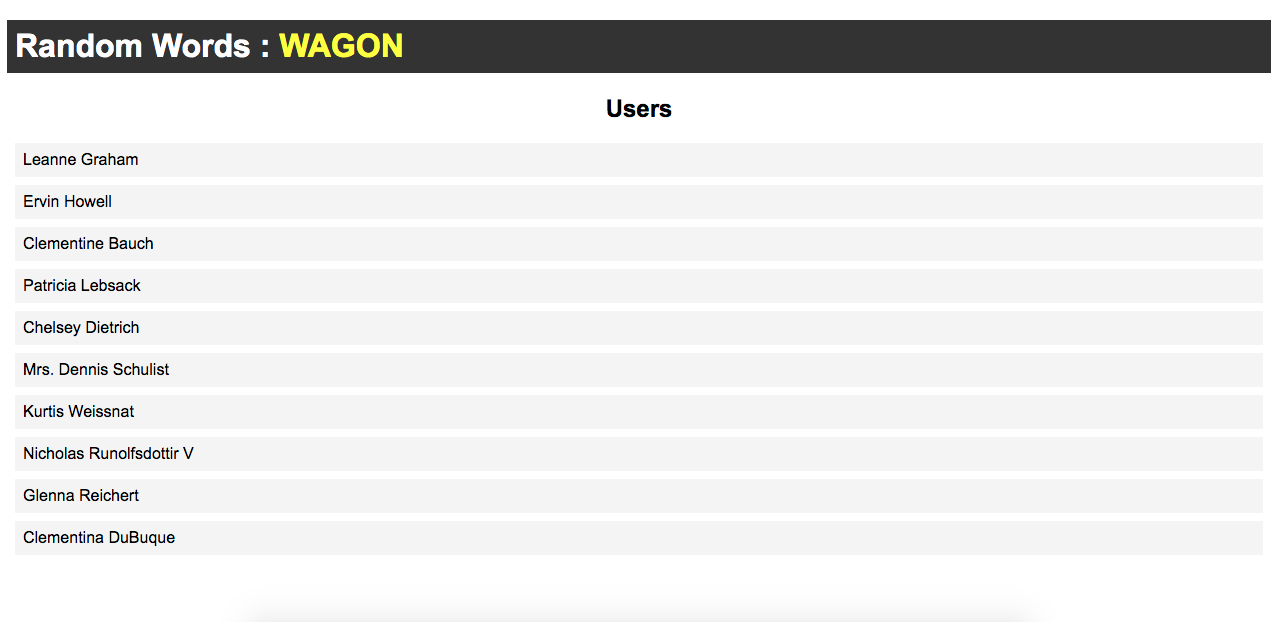 Random Words : WAGON
Users
Leanne Graham
Ervin Howell
Clementine Bauch
Patricia Lebsack
Chelsey Dietrich
Mrs. Dennis Schulist
Kurtis Weissnat
Nicholas Runolfsdottir V
Glenna Reichert
Clementina DuBuque